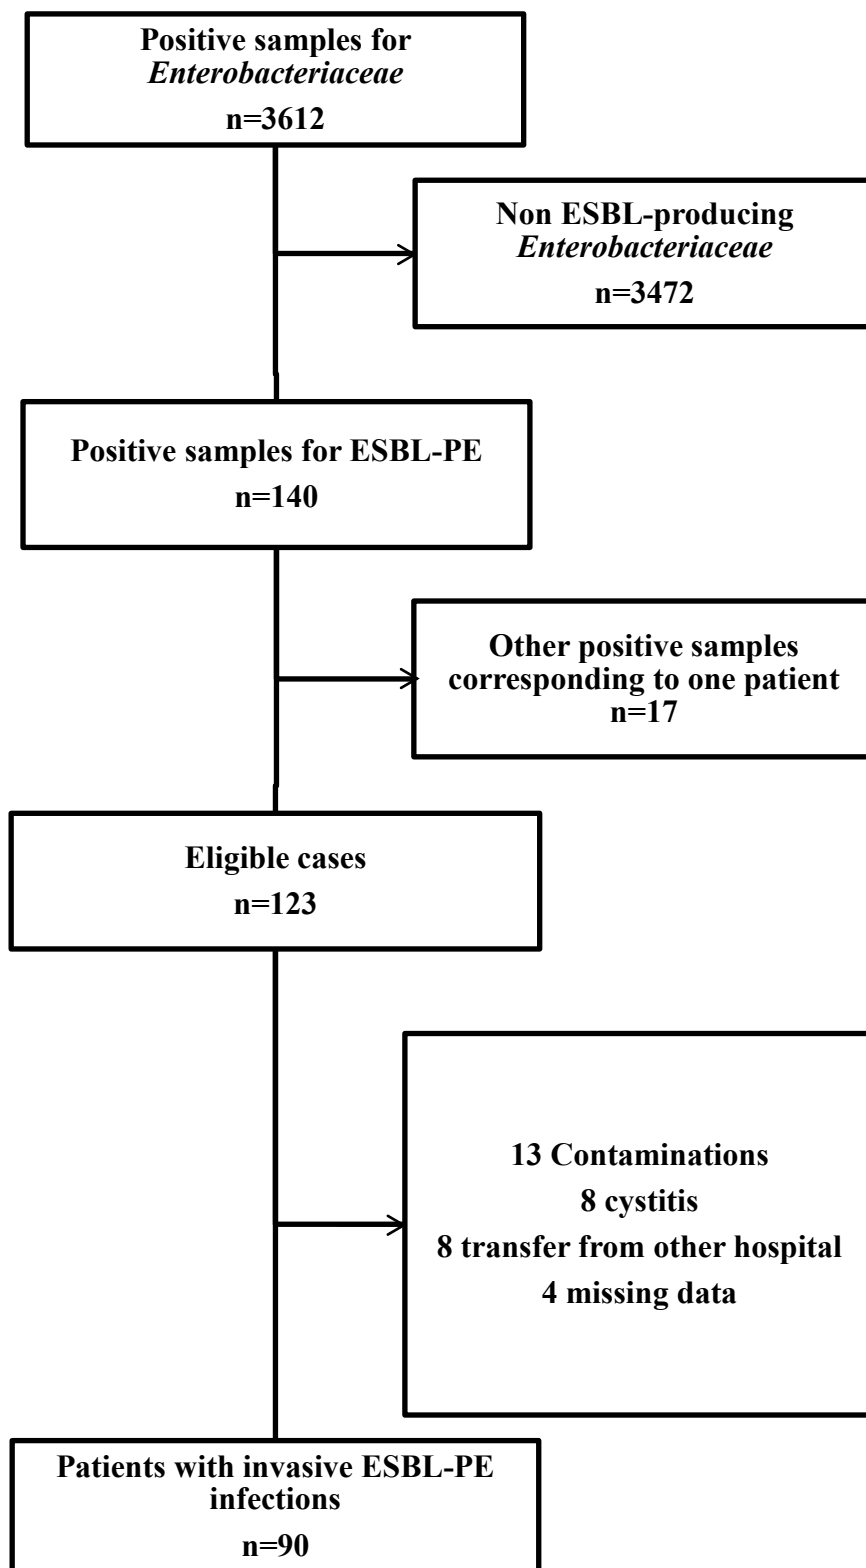 Positive samples for
Enterobacteriaceae
n=3612
Non ESBL-producing
Enterobacteriaceae
n=3472
Positive samples for ESBL-PE
n=140
Other positive samples
corresponding to one patient
n=17
Eligible cases
n=123
13 Contaminations
8 cystitis
8 transfer from other hospital
4 missing data
Patients with invasive ESBL-PE
infections
n=90